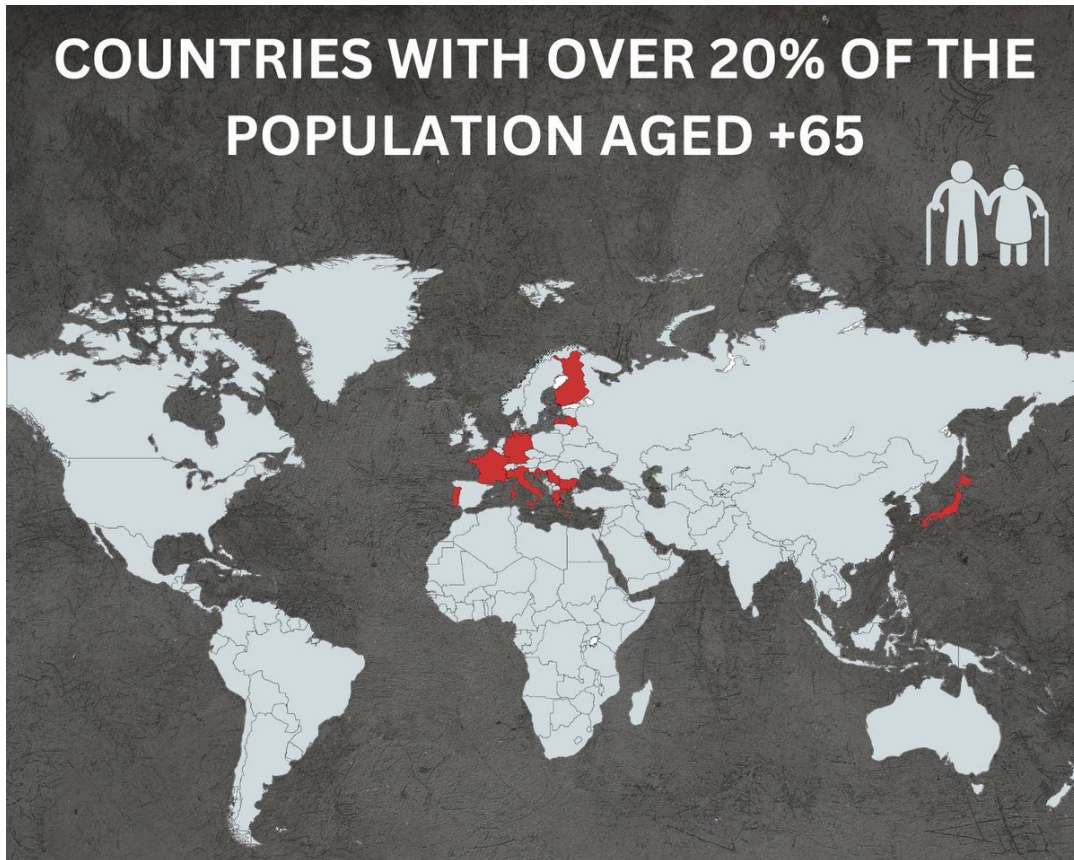 COUNTRIES WITH OVER 20% OF THE
POPULATION AGED +65